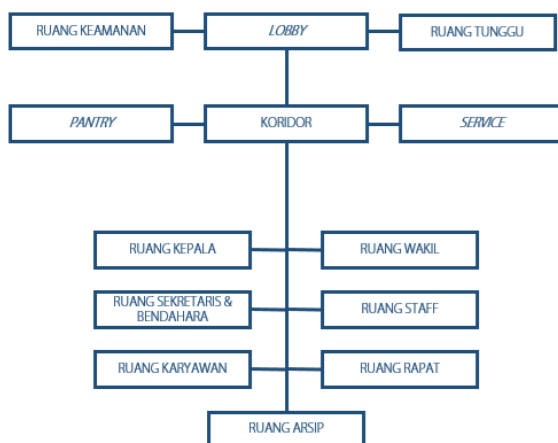 RUANG KEAMANAN
LOBBY
RUANG TUNGGU
PANTRY
KORIDOR
SERVICE
RUANG KEPALA
RUANG WAKIL
RUANG SEKRETARIS &
BENDAHARA
RUANG STAFF
RUANG KARYAWAN
RUANG RAPAT
RUANG ARSIP